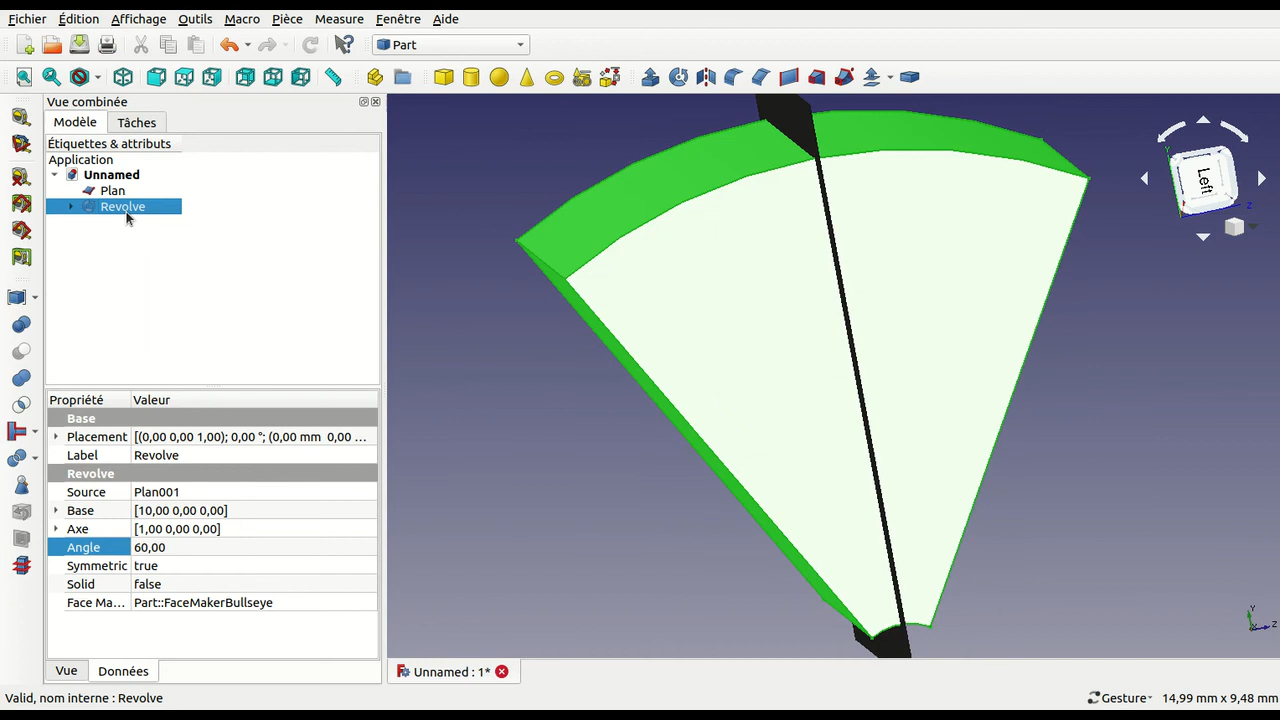 Fichier Édition Affichage Outils Macro Pièce Measure Fenêtre Aide
Part
Vue combinée
Modèle Tâches
Étiquettes & attributs
Application
Unnamed
Plan
Revolve
Propriété Valeur
Base
Placement [(0,00 0,00 1,00); 0,00 °; (0,00 mm 0,00 ...
Label Revolve
Revolve
Source Plan001
Base [10,00 0,00 0,00]
Axe [1,00 0,00 0,00]
Angle 60,00
Symmetric true
Solid false
Face Ma... Part::FaceMakerBullseye
Vue Données
Left
Y
Z
Y
Z
Unnamed : 1*
Valid, nom interne : Revolve
Gesture 14,99 mm x 9,48 mm